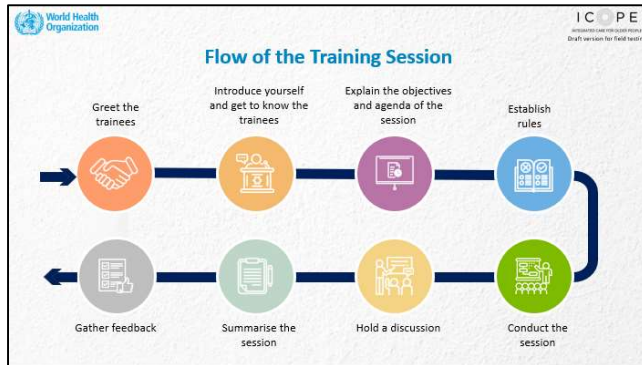 World Health
Organization
ICOPE
INTEGRATED CARE FOR OLDER PEOPLE
Draft version for field testing
Flow of the Training Session
Greet the
trainees
Introduce yourself
and get to know the
trainees
Explain the objectives
and agenda of the
session
Establish
rules
Gather feedback
Summarise the
session
Hold a discussion
Conduct the
session